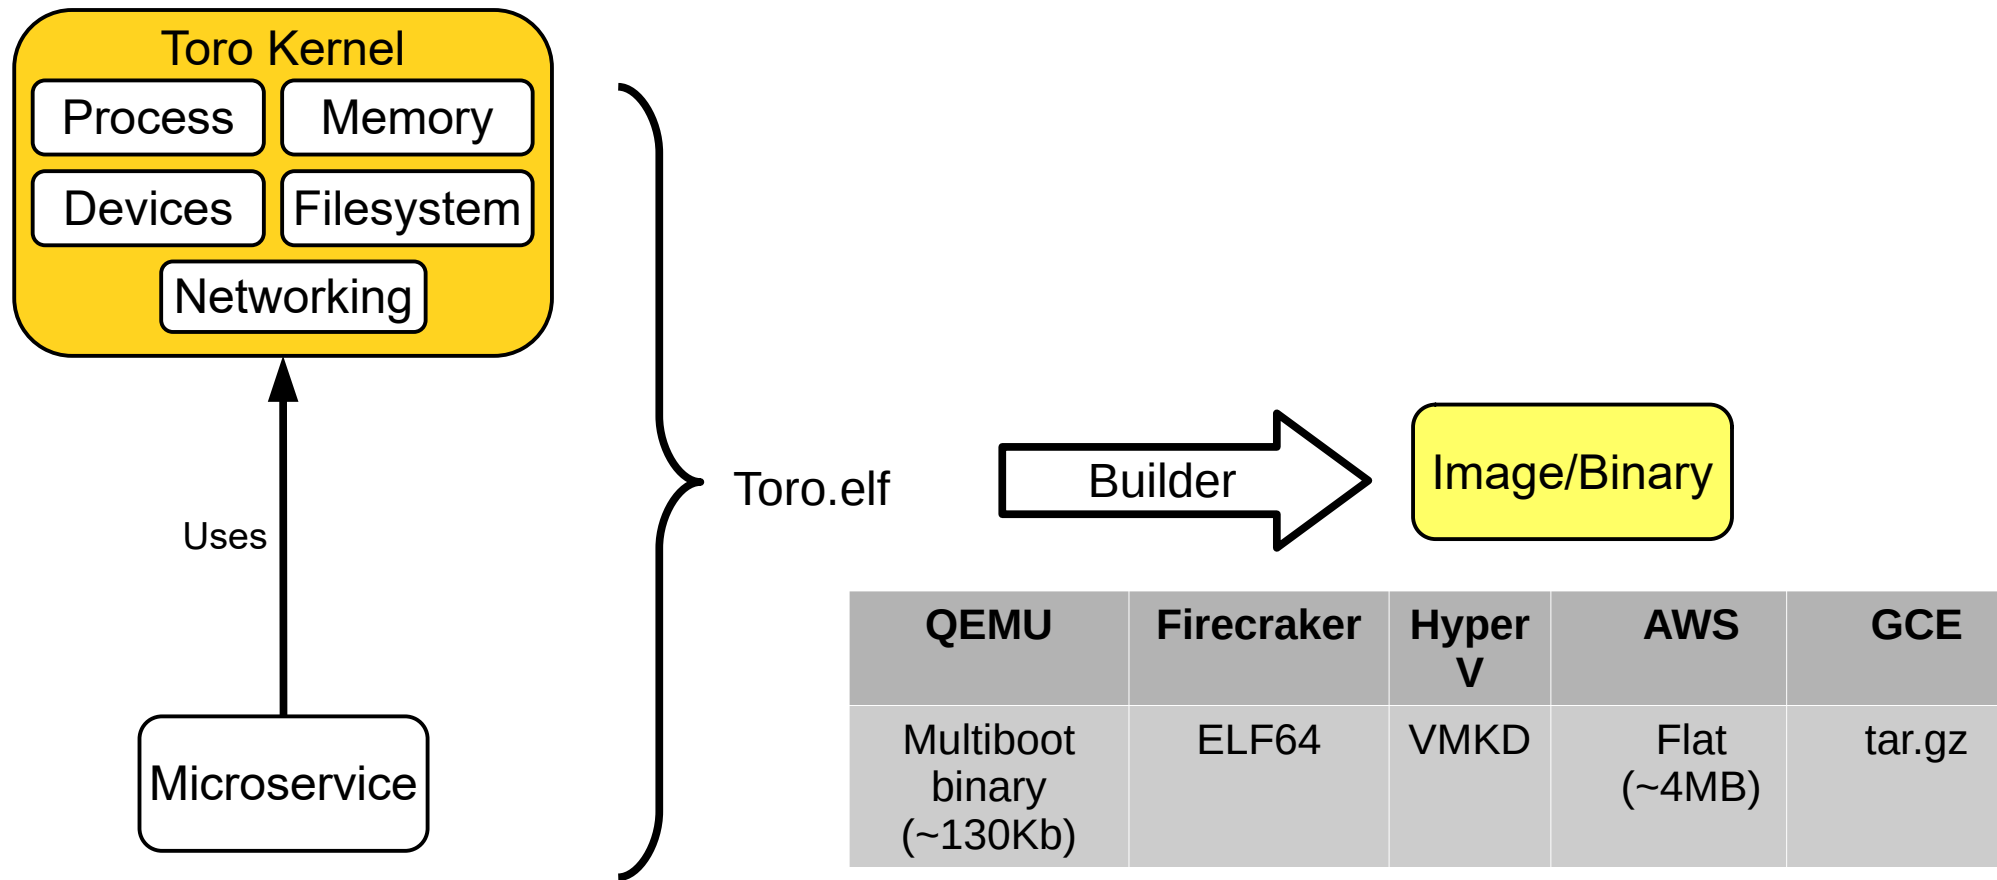 Toro Kernel
Process
Memory
Devices
Filesystem
Networking
Uses
Microservice
Toro.elf
Builder
Image/Binary
QEMU
Firecraker
Hyper
V
AWS
GCE
Multiboot
binary
(~130Kb)
ELF64
VMKD
Flat
(~4MB)
tar.gz